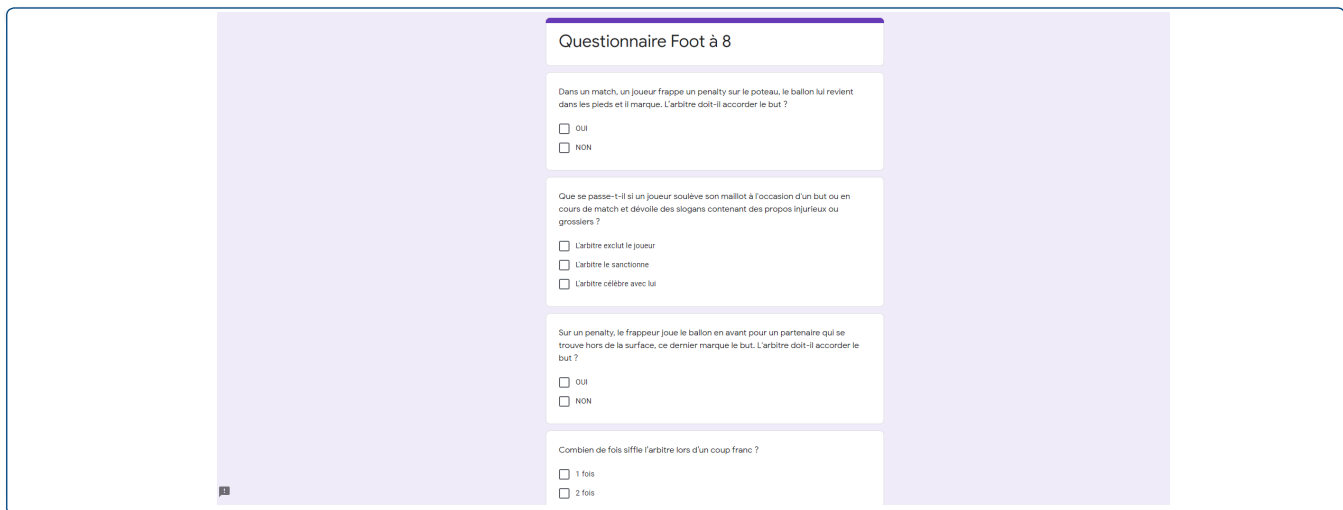 Questionnaire Foot à 8
Dans un match, un joueur frappe un penalty sur le poteau, le ballon lui revient
dans les pieds et il marque. L'arbitre doit-il accorder le but ?
OUI
NON
Que se passe-t-il si un joueur soulève son maillot à l'occasion d'un but ou en
cours de match et dévoile des slogans contenant des propos injurieux ou
grossiers ?
L'arbitre exclut le joueur
L'arbitre le sanctionne
L'arbitre célèbre avec lui
Sur un penalty, le frappeur joue le ballon en avant pour un partenaire qui se
trouve hors de la surface, ce dernier marque le but. L'arbitre doit-il accorder le
but ?
OUI
NON
Combien de fois siffle l'arbitre lors d'un coup franc ?
1 fois
2 fois